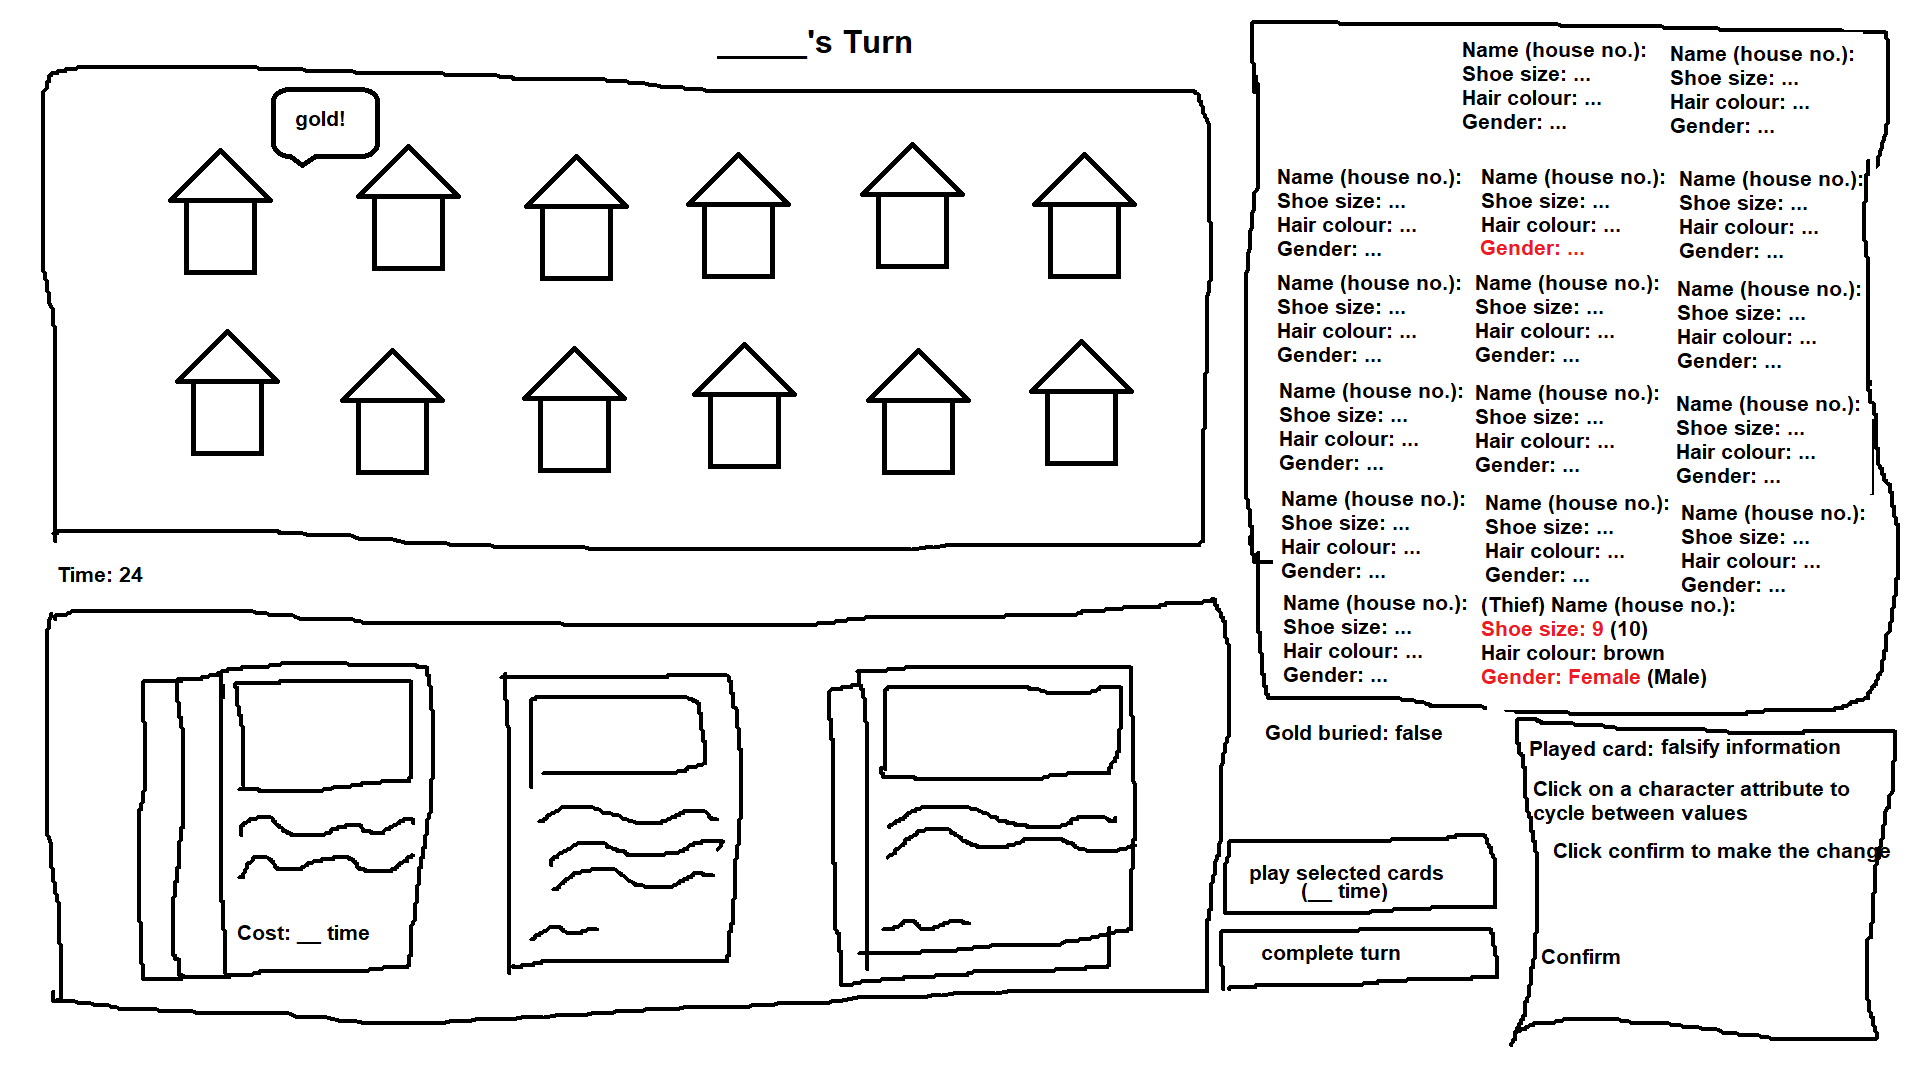 _____'s Turn
gold!
Time: 24
Cost: __ time
Name (house no.):
Shoe size: ...
Hair colour: ...
Gender: ...
Name (house no.):
Shoe size: ...
Hair colour: ...
Gender: ...
Name (house no.):
Shoe size: ...
Hair colour: ...
Gender: ...
Name (house no.):
Shoe size: ...
Hair colour: ...
Gender: ...
Name (house no.):
Shoe size: ...
Hair colour: ...
Gender: ...
Name (house no.):
Shoe size: ...
Hair colour: ...
Gender: ...
Name (house no.):
Shoe size: ...
Hair colour: ...
Gender: ...
Name (house no.):
Shoe size: ...
Hair colour: ...
Gender: ...
Name (house no.):
Shoe size: ...
Hair colour: ...
Gender: ...
Name (house no.):
Shoe size: ...
Hair colour: ...
Gender: ...
Name (house no.):
Shoe size: ...
Hair colour: ...
Gender: ...
Name (house no.):
Shoe size: ...
Hair colour: ...
Gender: ...
Name (house no.):
Shoe size: ...
Hair colour: ...
Gender: ...
Name (house no.):
Shoe size: ...
Hair colour: ...
Gender: ...
Name (house no.):
Shoe size: ...
Hair colour: ...
Gender: ...
(Thief) Name (house no.):
Shoe size: 9 (10)
Hair colour: brown
Gender: Female (Male)
Gold buried: false
play selected cards
(__ time)
complete turn
Played card: falsify information
Click on a character attribute to
cycle between values
Click confirm to make the change
Confirm